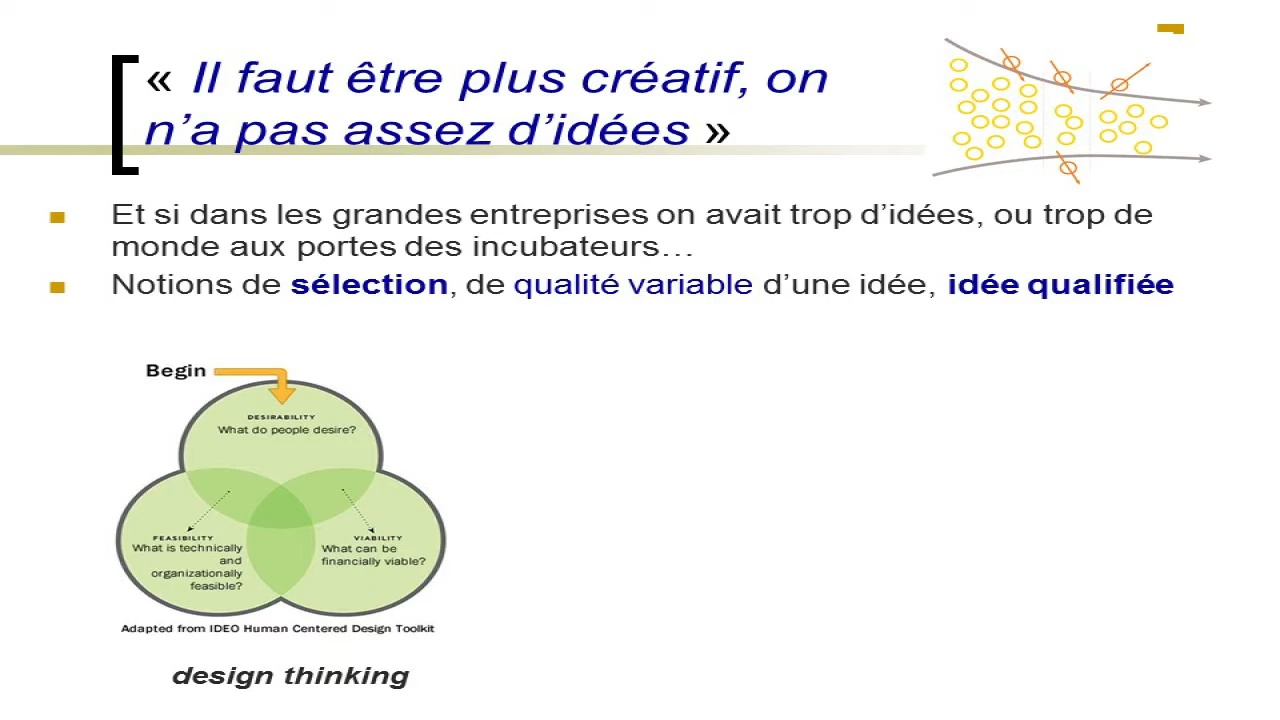 « Il faut être plus créatif, on
n’a pas assez d’idées »
Et si dans les grandes entreprises on avait trop d’idées, ou trop de
monde aux portes des incubateurs…
Notions de sélection, de qualité variable d’une idée, idée qualifiée
Begin
DESIRABILITY
What do people desire?
FEASIBILITY
What is technically
and
organizationally
feasible?
VIABILITY
What can be
financially viable?
Adapted from IDEO Human Centered Design Toolkit
design thinking